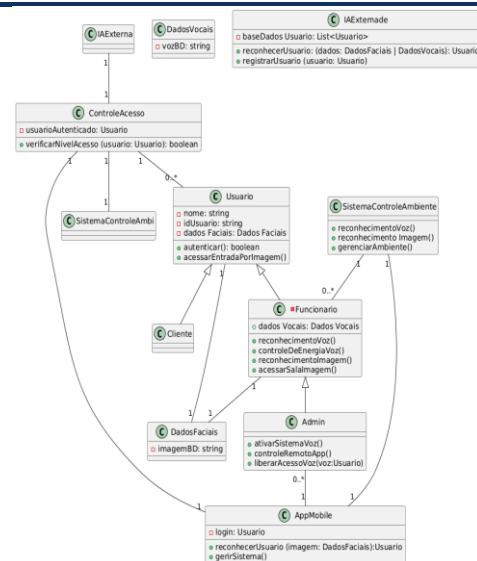 C IAExterna
C DadosVocais
vozBD: string
C IAExternade
baseDados Usuario: List<Usuario>
reconhecerUsuario: (dados: DadosFaciais | DadosVocais): Usuario
registrarUsuario (usuario: Usuario)
1
1
C ControleAcesso
usuarioAutenticado: Usuario
verificarNivelAcesso (usuario: Usuario): boolean
1 1 1
0..*
1
C SistemaControleAmbi
C Usuario
nome: string
idUsuario: string
dados Faciais: Dados Faciais
autenticar(): boolean
acessarEntradaPorImagem()
C SistemaControleAmbiente
reconhecimentoVoz()
reconhecimento Imagem()
gerenciarAmbiente()
1 1 1
0..*
C Cliente
C Funcionario
dados Vocais: Dados Vocais
reconhecimentoVoz()
controleDeEnergiaVoz()
reconhecimentoImagem()
acessarSalaImagem()
1
1 1
C DadosFaciais
imagemBD: string
C Admin
ativarSistemaVoz()
controleRemotoApp()
liberarAcessoVoz(voz:Usuario)
0..*
1 1 1
C AppMobile
login: Usuario
reconhecerUsuario (imagem: DadosFaciais):Usuario
gerirSistema()